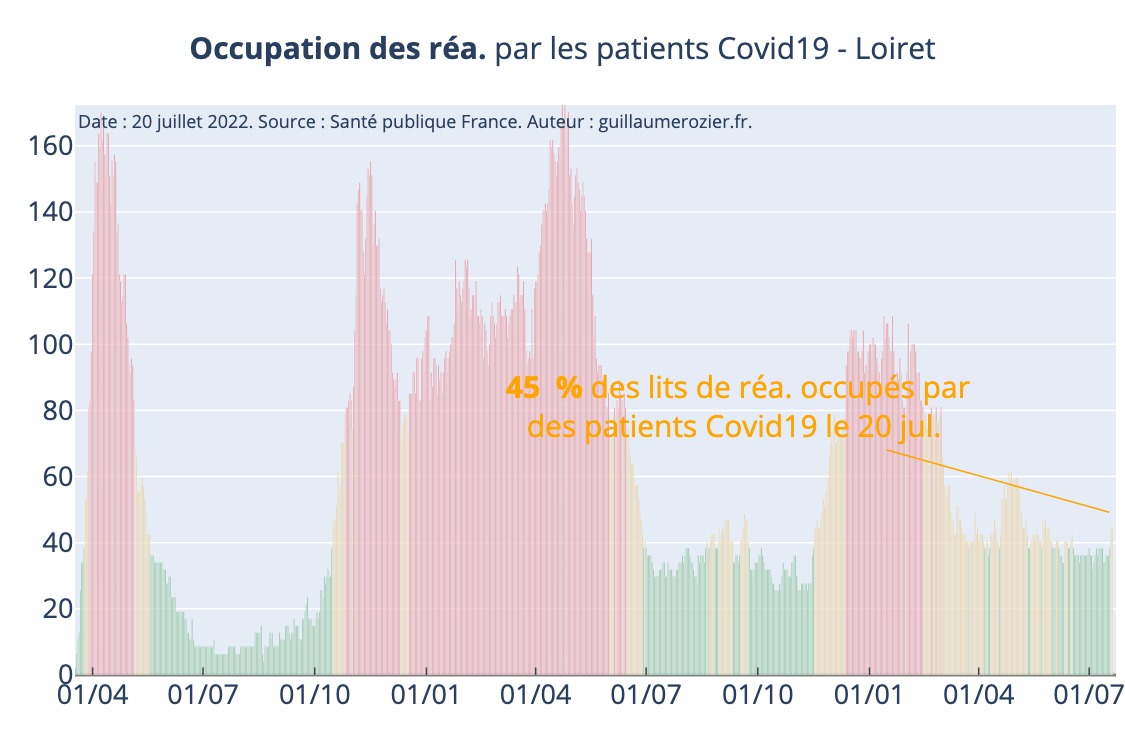 Occupation des réa. par les patients Covid19 - Loiret
Date : 20 juillet 2022. Source : Santé publique France. Auteur : guillaumerozier.fr.
160
140
120
100
80
60
40
20
0
45 % des lits de réa. occupés par
des patients Covid19 le 20 jul.
01/04 01/07 01/10 01/01 01/04 01/07 01/10 01/01 01/04 01/07